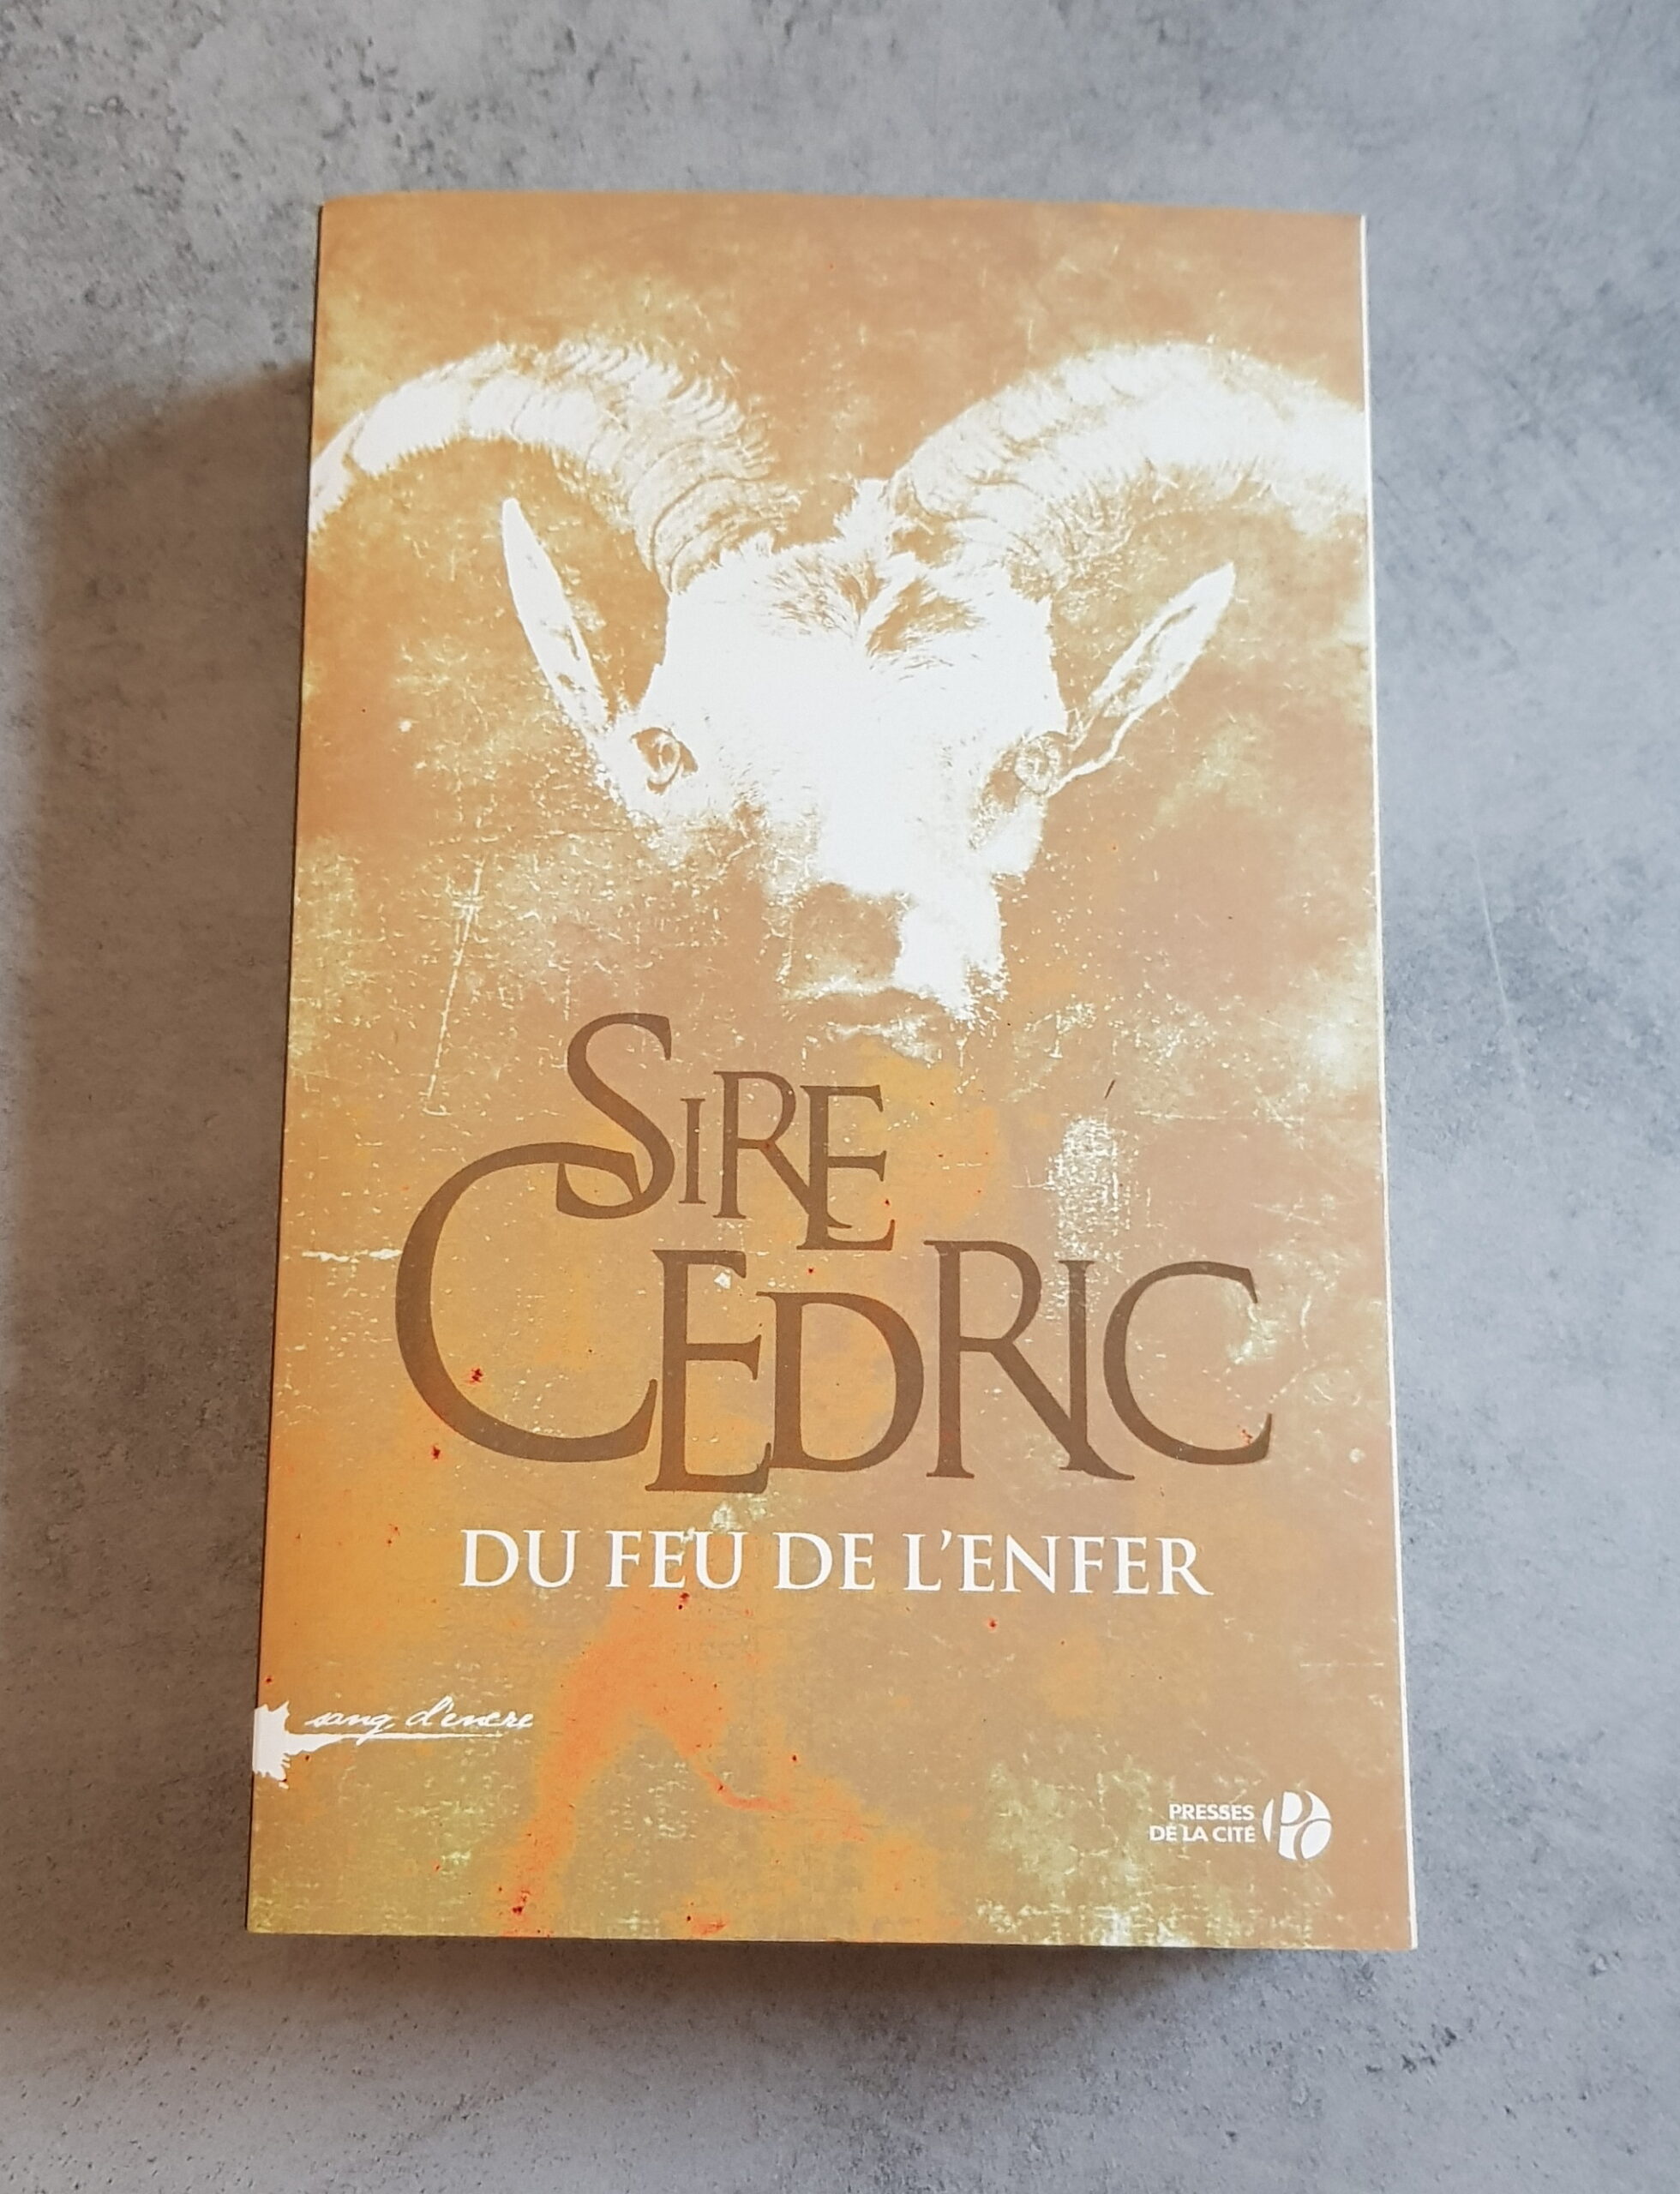 SIRE
CEDRIC
DU FEU DE L'ENFER
sang d'encre
PRESSES
DE LA CITÉ